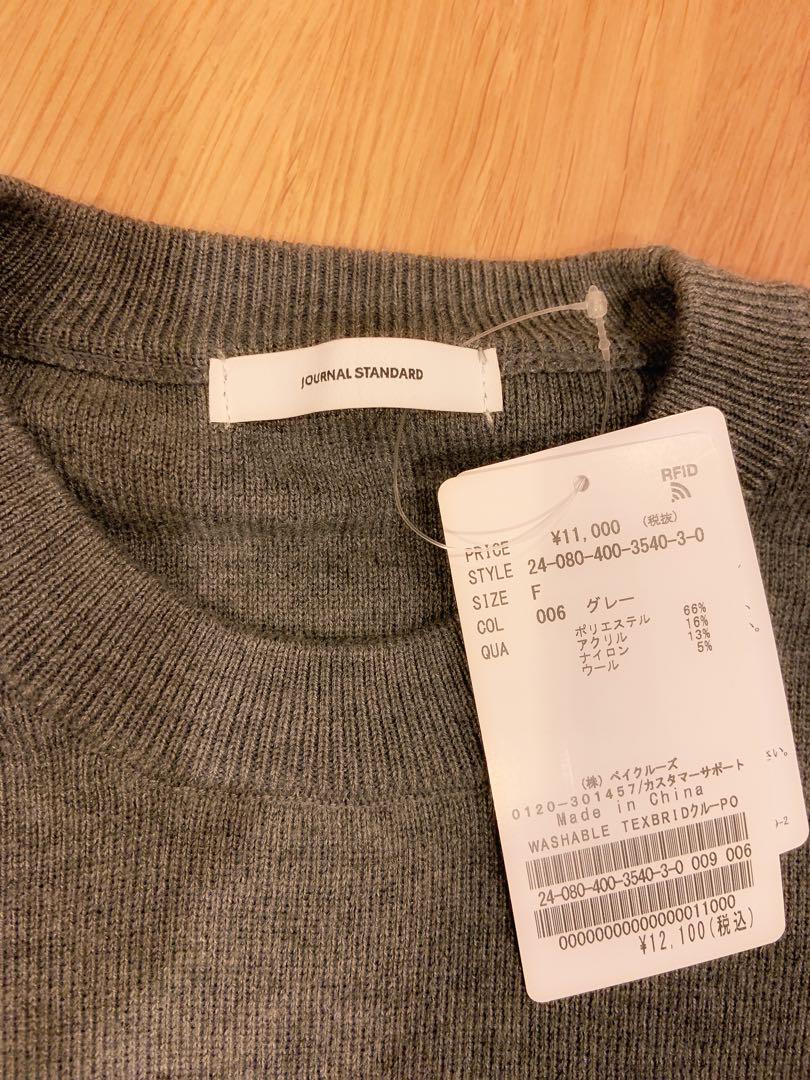 JOURNAL STANDARD
RFID
PRICE ¥11,000 (税抜)
STYLE 24-080-400-3540-3-0
SIZE F
COL 006 グレー
QUA ポリエステル 66%
アクリル 16%
ナイロン 13%
ウール 5%
(株) ベイクルーズ
0120-301457/カスタマーサポート
Made in China
WASHABLE TEXBRIDクルーPO
24-080-400-3540-3-0 009 006
00000000000000011000
¥12,100(税込)
さい。